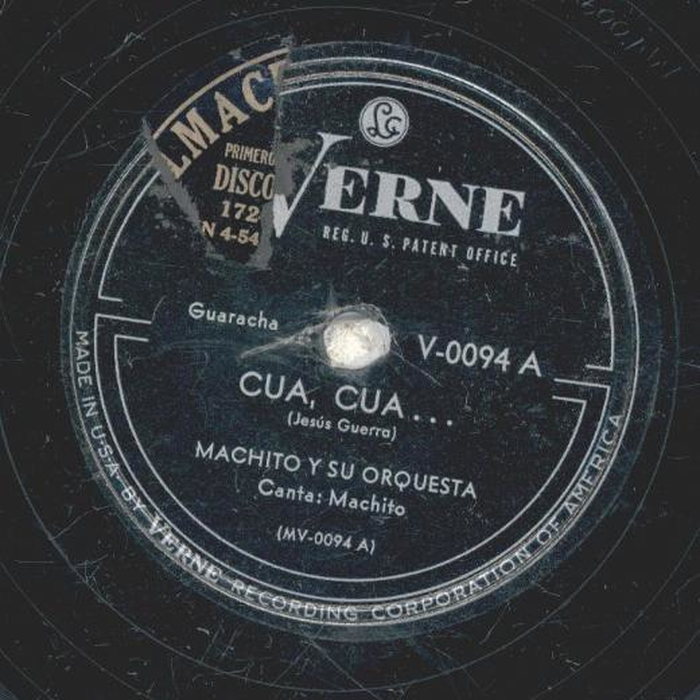 LMAC
PRIMERO
DISCO
172
N 4-54
LG
VERNE
REG. U. S. PATENT OFFICE
Guaracha
V-0094 A
CUA, CUA...
(Jesús Guerra)
MACHITO Y SU ORQUESTA
Canta: Machito
(MV-0094 A)
MADE IN U.S.A. BY VERNE RECORDING CORPORATION OF AMERICA